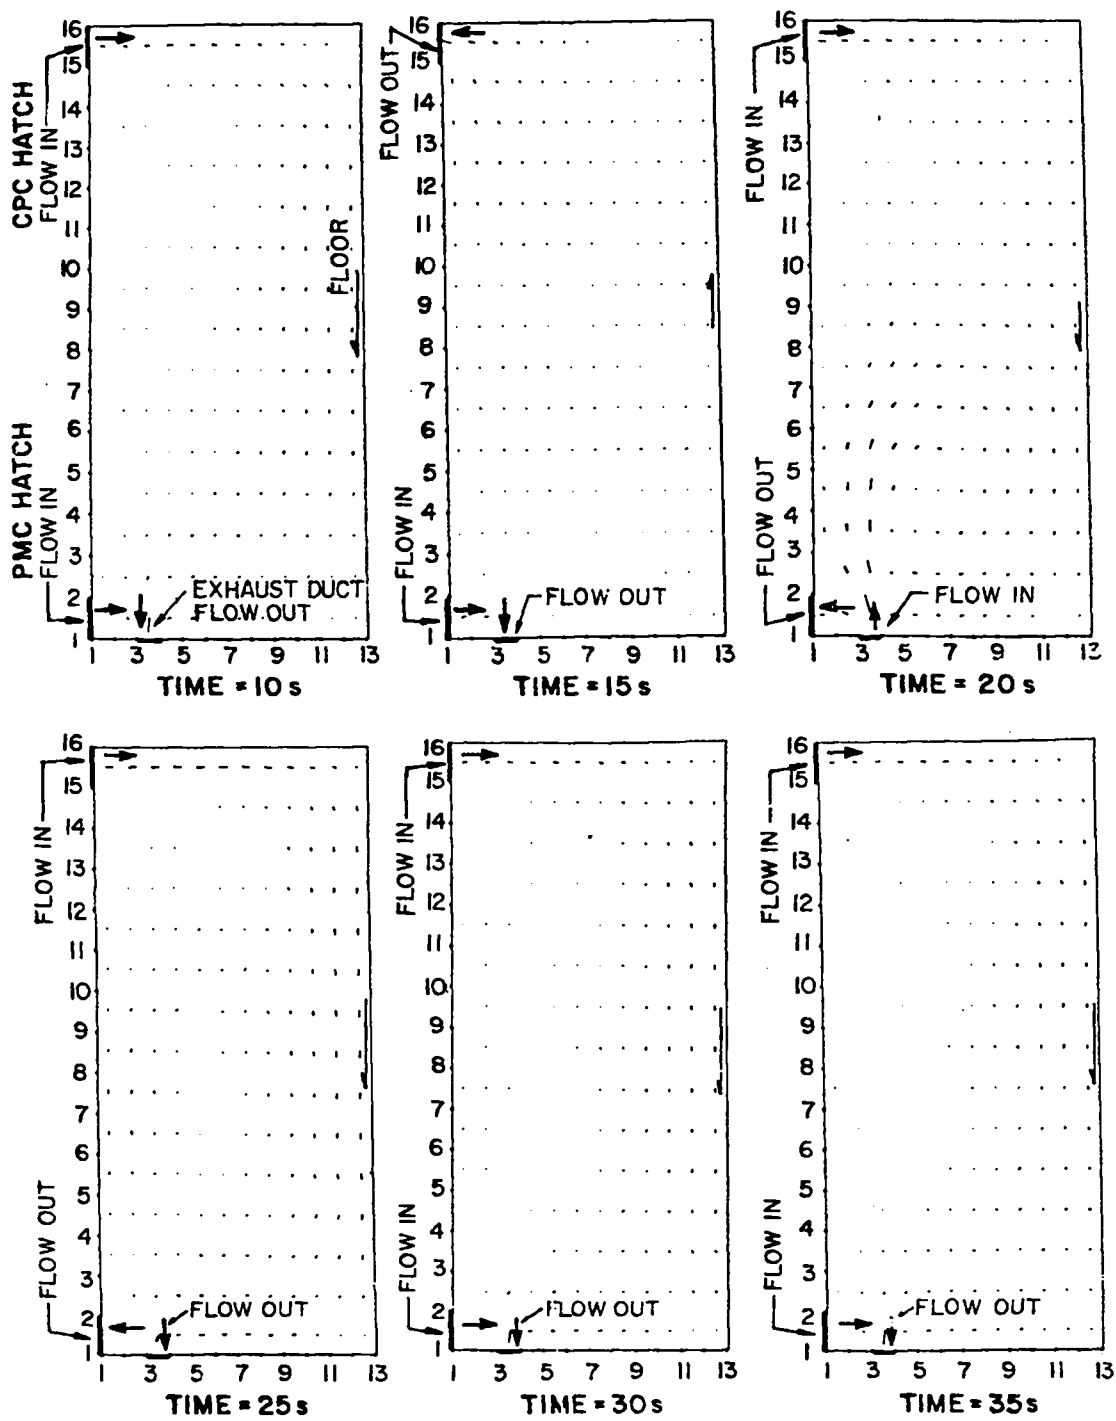 16
15
14
13
12
11
10
9
8
7
6
5
4
3
2
1
CPC HATCH
FLOW IN
PMC HATCH
FLOW IN
FLOOR
EXHAUST DUCT
FLOW OUT
1 3 5 7 9 11 13
TIME = 10 s
16
15
14
13
12
11
10
9
8
7
6
5
4
3
2
1
FLOW OUT
FLOW IN
FLOW OUT
1 3 5 7 9 11 13
TIME = 15 s
16
15
14
13
12
11
10
9
8
7
6
5
4
3
2
1
FLOW IN
FLOW OUT
FLOW IN
1 3 5 7 9 11
TIME = 20 s
16
15
14
13
12
11
10
9
8
7
6
5
4
3
2
1
FLOW IN
FLOW OUT
FLOW OUT
1 3 5 7 9 11 13
TIME = 25 s
16
15
14
13
12
11
10
9
8
7
6
5
4
3
2
1
FLOW IN
FLOW IN
FLOW OUT
1 3 5 7 9 11 13
TIME = 30 s
16
15
14
13
12
11
10
9
8
7
6
5
4
3
2
1
FLOW IN
FLOW IN
FLOW OUT
1 3 5 7 9 11 13
TIME = 35 s